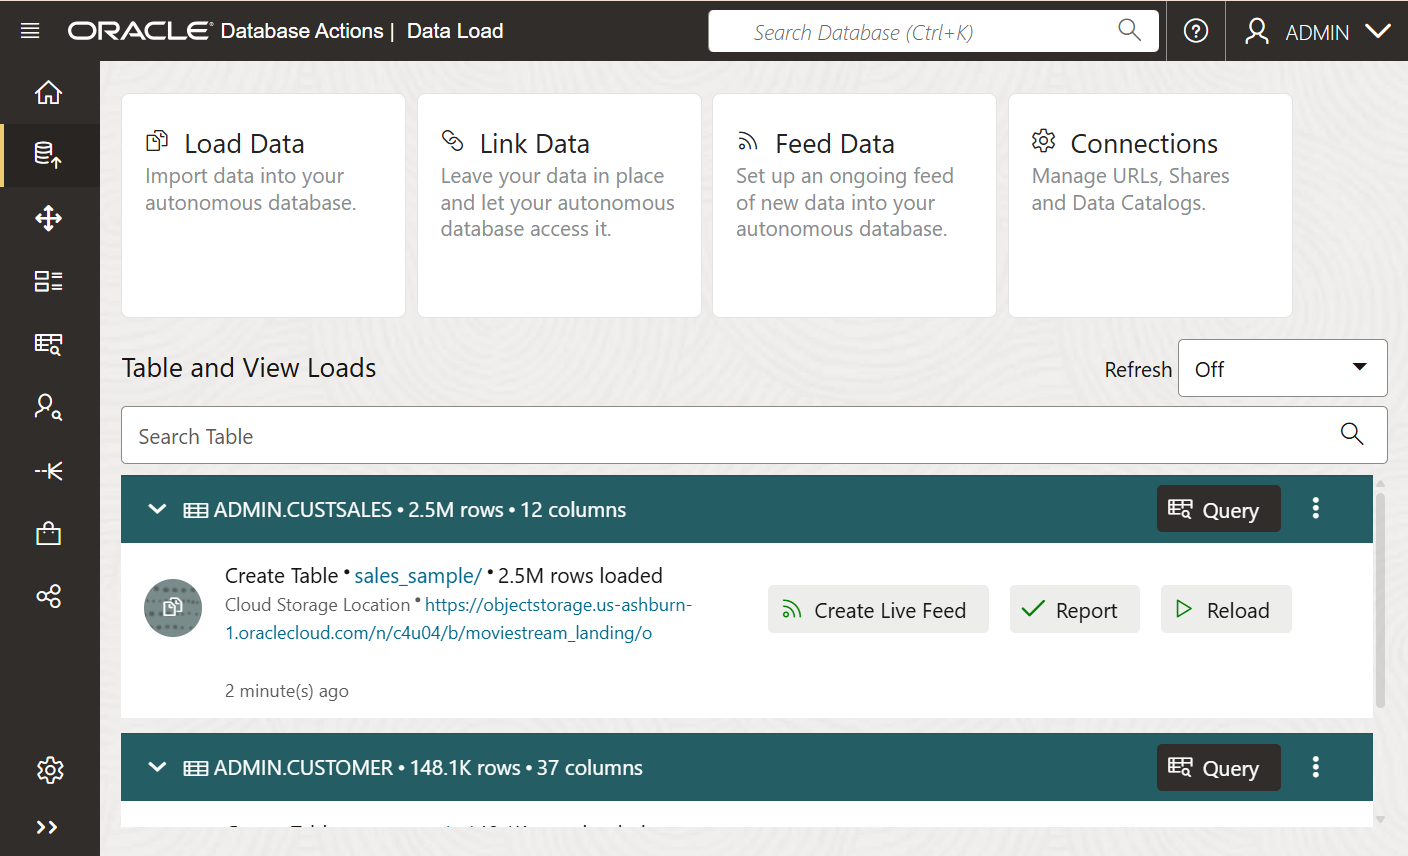 ORACLE Database Actions | Data Load
Search Database (Ctrl+K)
ADMIN
Load Data
Import data into your
autonomous database.
Link Data
Leave your data in place
and let your autonomous
database access it.
Feed Data
Set up an ongoing feed
of new data into your
autonomous database.
Connections
Manage URLs, Shares
and Data Catalogs.
Table and View Loads
Refresh
Off
Search Table
ADMIN.CUSTSALES • 2.5M rows • 12 columns
Query
Create Table • sales_sample/ • 2.5M rows loaded
Cloud Storage Location • https://objectstorage.us-ashburn-
1.oraclecloud.com/n/c4u04/b/moviestream_landing/o
2 minute(s) ago
Create Live Feed
Report
Reload
ADMIN.CUSTOMER • 148.1K rows • 37 columns
Query